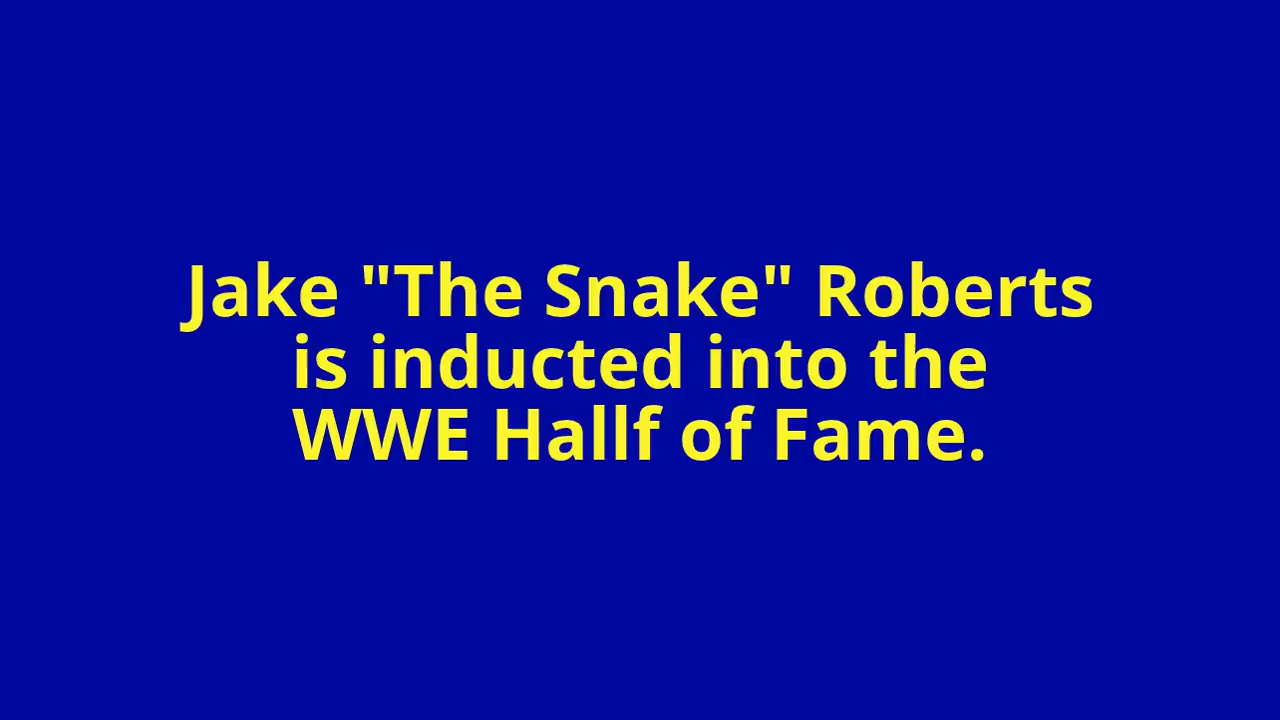 Jake "The Snake" Roberts
is inducted into the
WWE Hallf of Fame.